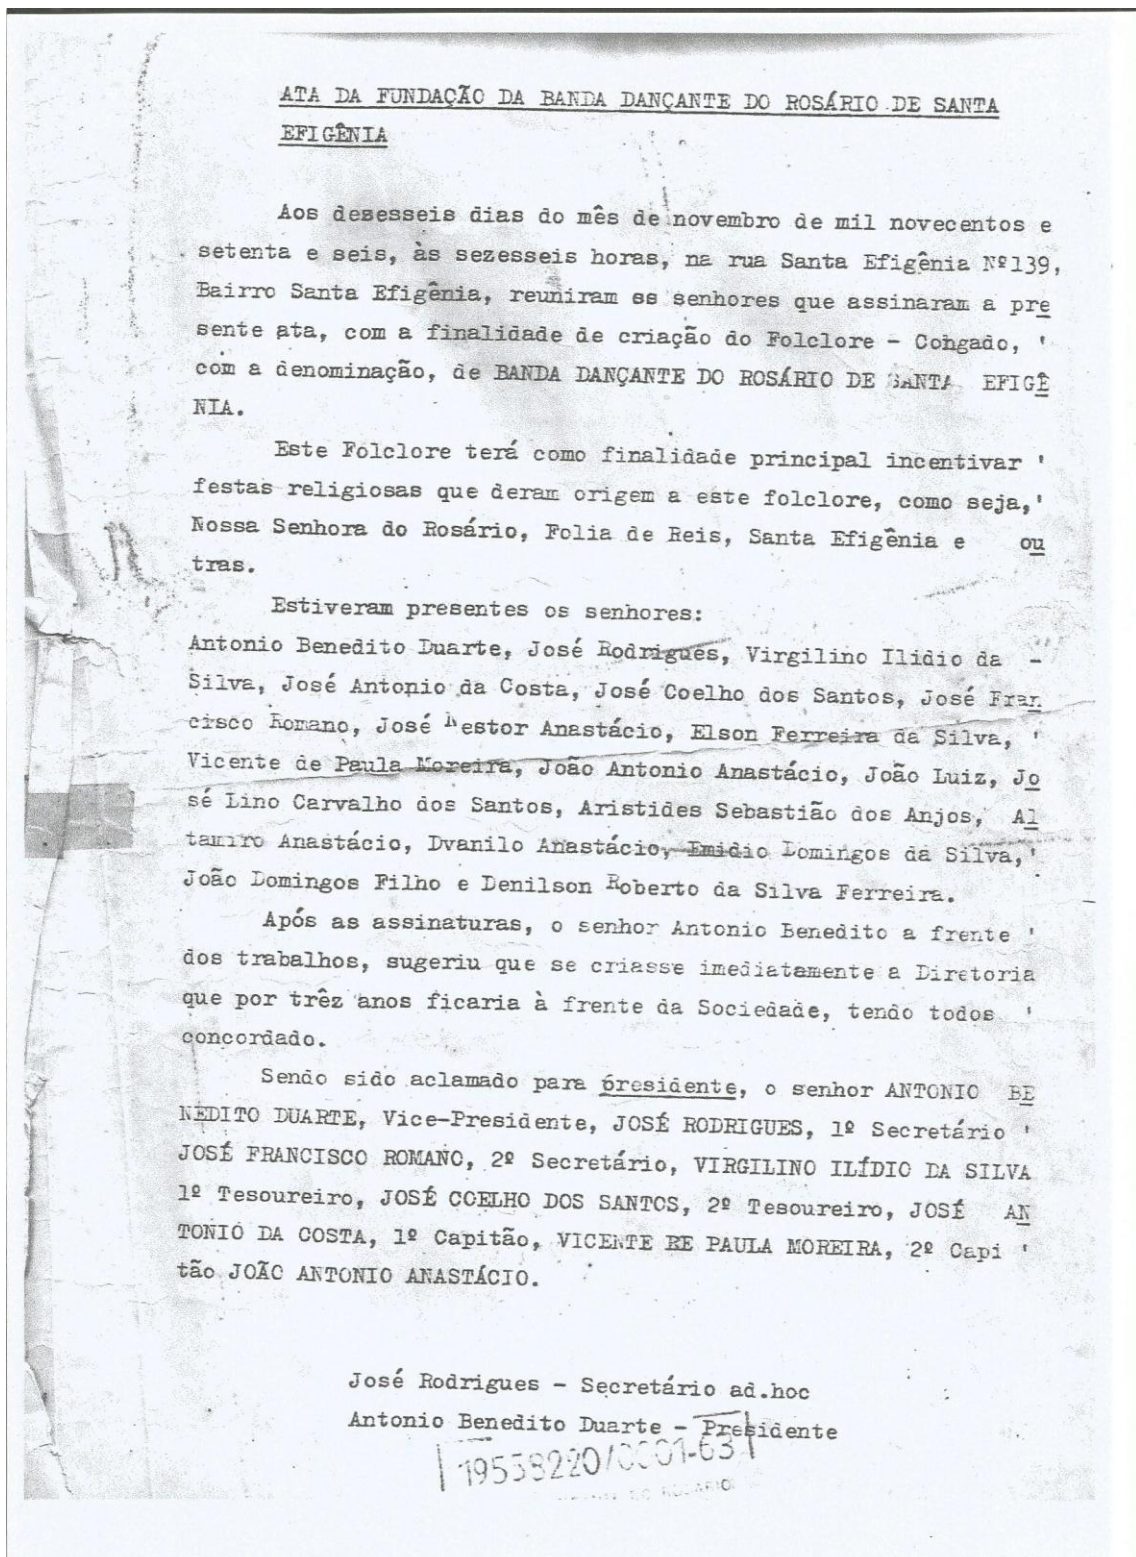 ATA DA FUNDAÇÃO DA BANDA DANÇANTE DO ROSÁRIO DE SANTA
EFIGÊNIA
Aos desesseis dias do mês de novembro de mil novecentos e
setenta e seis, às sezesseis horas, na rua Santa Efigênia Nº139,
Bairro Santa Efigênia, reuniram os senhores que assinaram a pre
sente ata, com a finalidade de criação do Folclore - Cohgado, '
com a denominação, de BANDA DANÇANTE DO ROSÁRIO DE SANTA EFIGÊ
NIA.
Este Folclore terá como finalidade principal incentivar '
festas religiosas que deram origem a este folclore, como seja,'
Nossa Senhora do Rosário, Folia de Reis, Santa Efigênia e ou
tras.
Estiveram presentes os senhores:
Antonio Benedito Duarte, José Rodrigues, Virgilino Ilidio da -
Silva, José Antonio da Costa, José Coelho dos Santos, José Fran
cisco Romano, José Nestor Anastácio, Elson Ferreira da Silva, '
Vicente de Paula Moreira, João Antonio Anastácio, João Luiz, Jo
sé Lino Carvalho dos Santos, Aristides Sebastião dos Anjos, Al
tamiro Anastácio, Dvanilo Anastácio, Emidio Domingos da Silva,'
João Domingos Filho e Denilson Roberto da Silva Ferreira.
Após as assinaturas, o senhor Antonio Benedito a frente '
dos trabalhos, sugeriu que se criasse imediatamente a Diretoria
que por trêz anos ficaria à frente da Sociedade, tendo todos '
concordado.
Sendo sido aclamado para presidente, o senhor ANTONIO BE
NEDITO DUARTE, Vice-Presidente, JOSÉ RODRIGUES, 1º Secretário '
JOSÉ FRANCISCO ROMANO, 2º Secretário, VIRGILINO ILÍDIO DA SILVA
1º Tesoureiro, JOSÉ COELHO DOS SANTOS, 2º Tesoureiro, JOSÉ AN
TONIO DA COSTA, 1º Capitão, VICENTE RE PAULA MOREIRA, 2º Capi '
tão JOÃO ANTONIO ANASTÁCIO.
José Rodrigues - Secretário ad.hoc
Antonio Benedito Duarte - Presidente
19538220/0001-63
DO ROSÁRIO